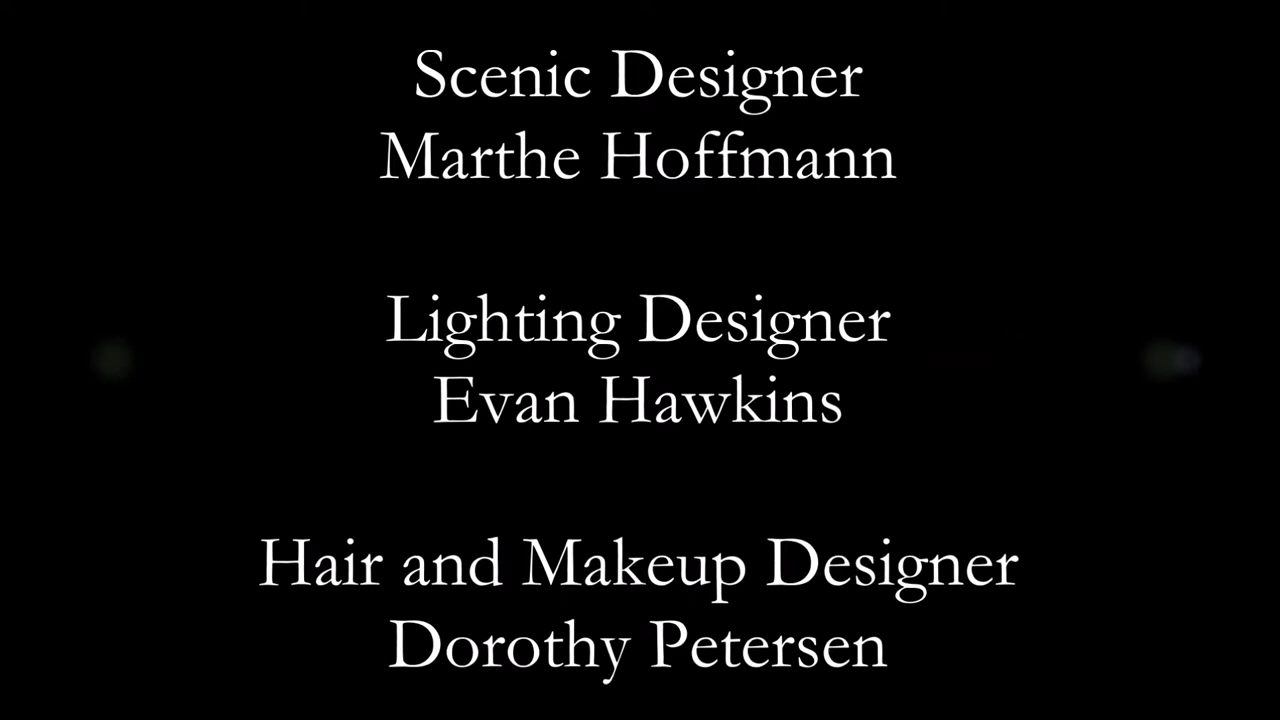 Scenic Designer
Marthe Hoffmann
Lighting Designer
Evan Hawkins
Hair and Makeup Designer
Dorothy Petersen